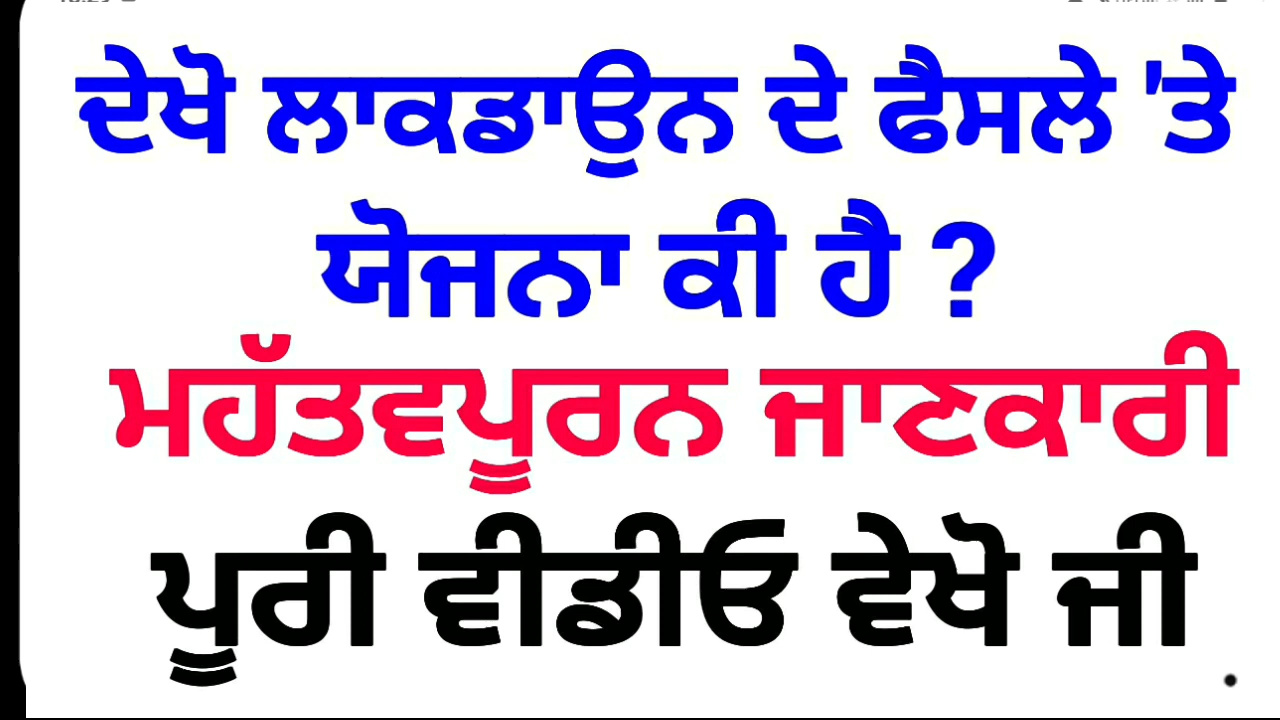 ਦੇਖੋ ਲਾਕਡਾਉਨ ਦੇ ਫੈਸਲੇ 'ਤੇ
ਯੋਜਨਾ ਕੀ ਹੈ ?
ਮਹੱਤਵਪੂਰਨ ਜਾਣਕਾਰੀ
ਪੂਰੀ ਵੀਡੀਓ ਵੇਖੋ ਜੀ